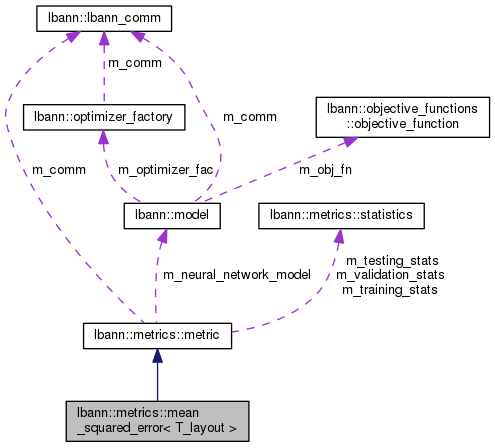 lbann::lbann_comm
m_comm
lbann::optimizer_factory
lbann::objective_functions
::objective_function
m_comm
m_comm
m_optimizer_fac
m_obj_fn
lbann::model
lbann::metrics::statistics
m_neural_network_model
m_testing_stats
m_validation_stats
m_training_stats
lbann::metrics::metric
lbann::metrics::mean
_squared_error< T_layout >